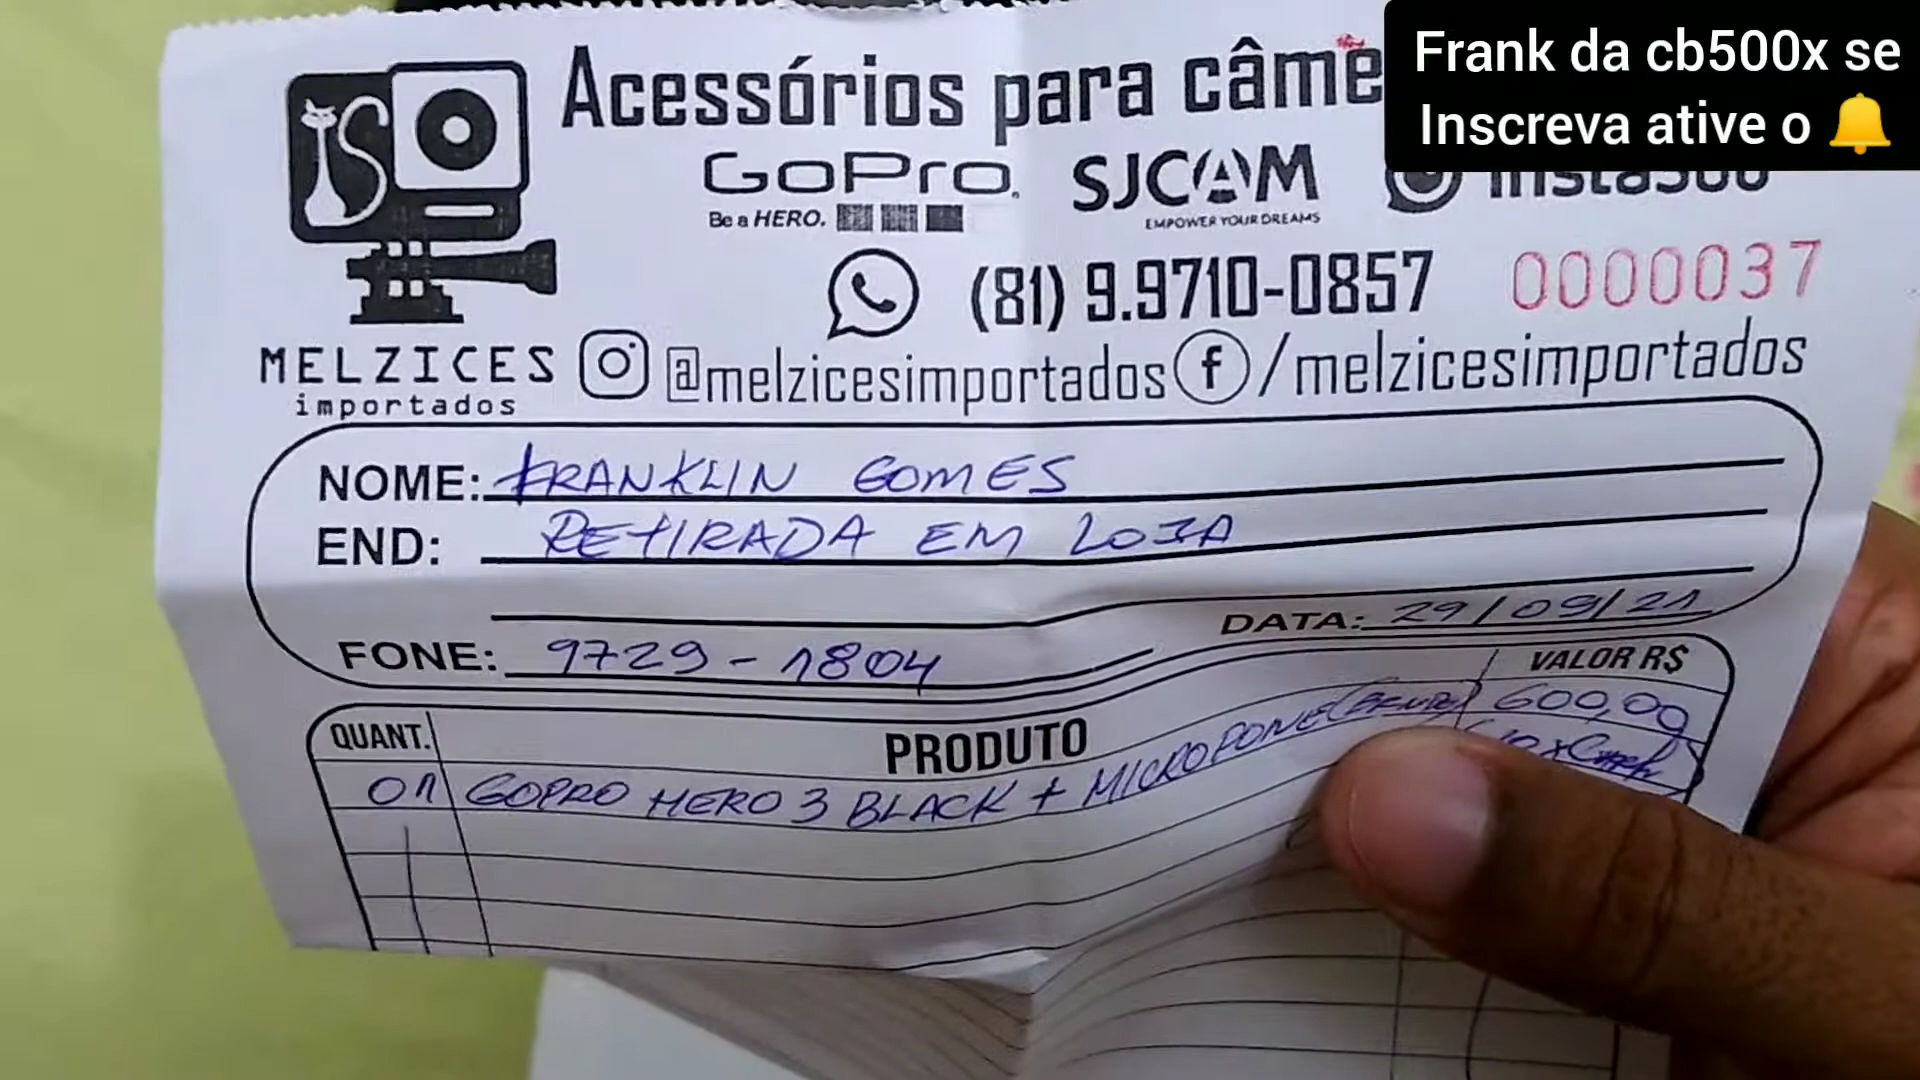 Frank da cb500x se
Inscreva ative o
Acessórios para câme
GoPro
Be a HERO.
SJCAM
EMPOWER YOUR DREAMS
(81) 9.9710-0857
0000037
MELZICES
importados
@melzicesimportados
/melzicesimportados
NOME: FRANKLIN GOMES
END: RETIRADA EM LOJA
DATA: 29/09/21
FONE: 9729-1804
QUANT. PRODUTO VALOR R$
01 GOPRO HERO 3 BLACK + MICROFONE 600,00
10x